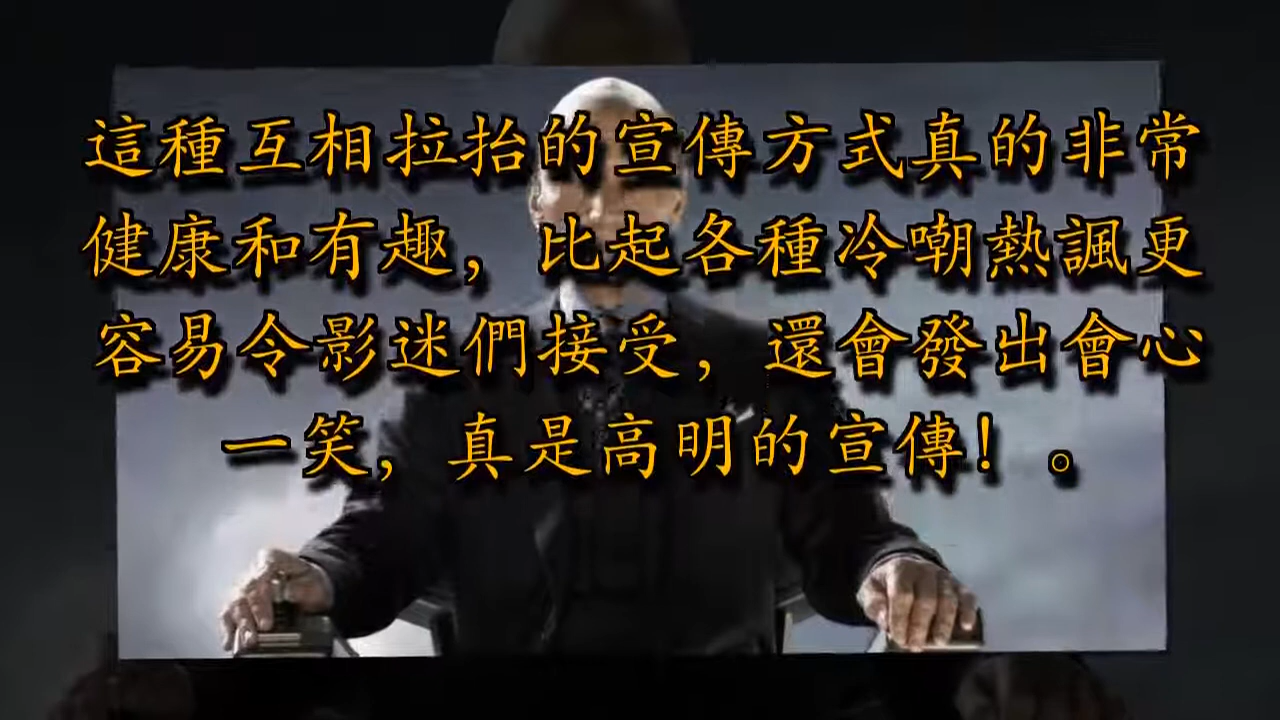 這種互相拉抬的宣傳方式真的非常
健康和有趣，比起各種冷嘲熱諷更
容易令影迷們接受，還會發出會心
一笑，真是高明的宣傳！。